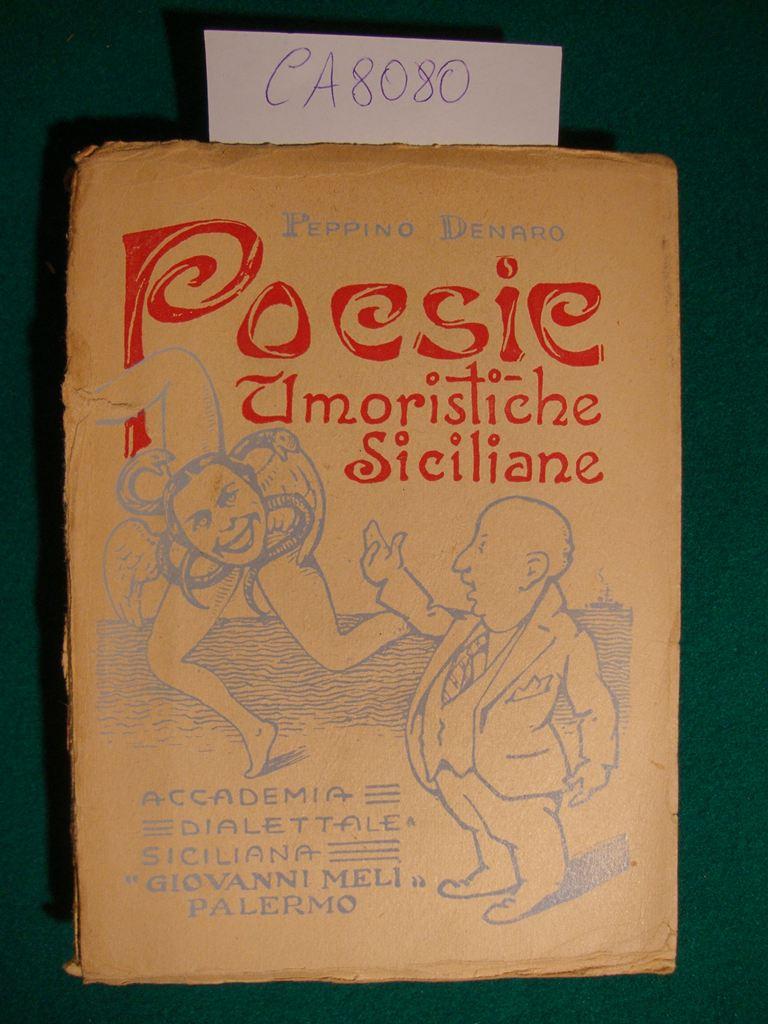 CA8080
PEPPINO DENARO
Poesie
Umoristiche
Siciliane
ACCADEMIA
DIALETTALE
SICILIANA
"GIOVANNI MELI"
PALERMO